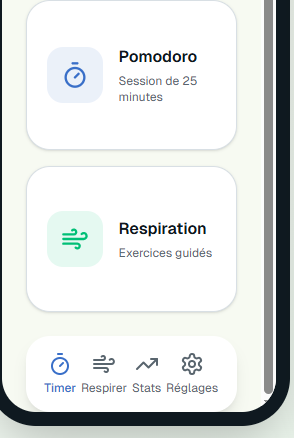 Pomodoro
Session de 25
minutes
Respiration
Exercices guidés
Timer Respirer Stats Réglages